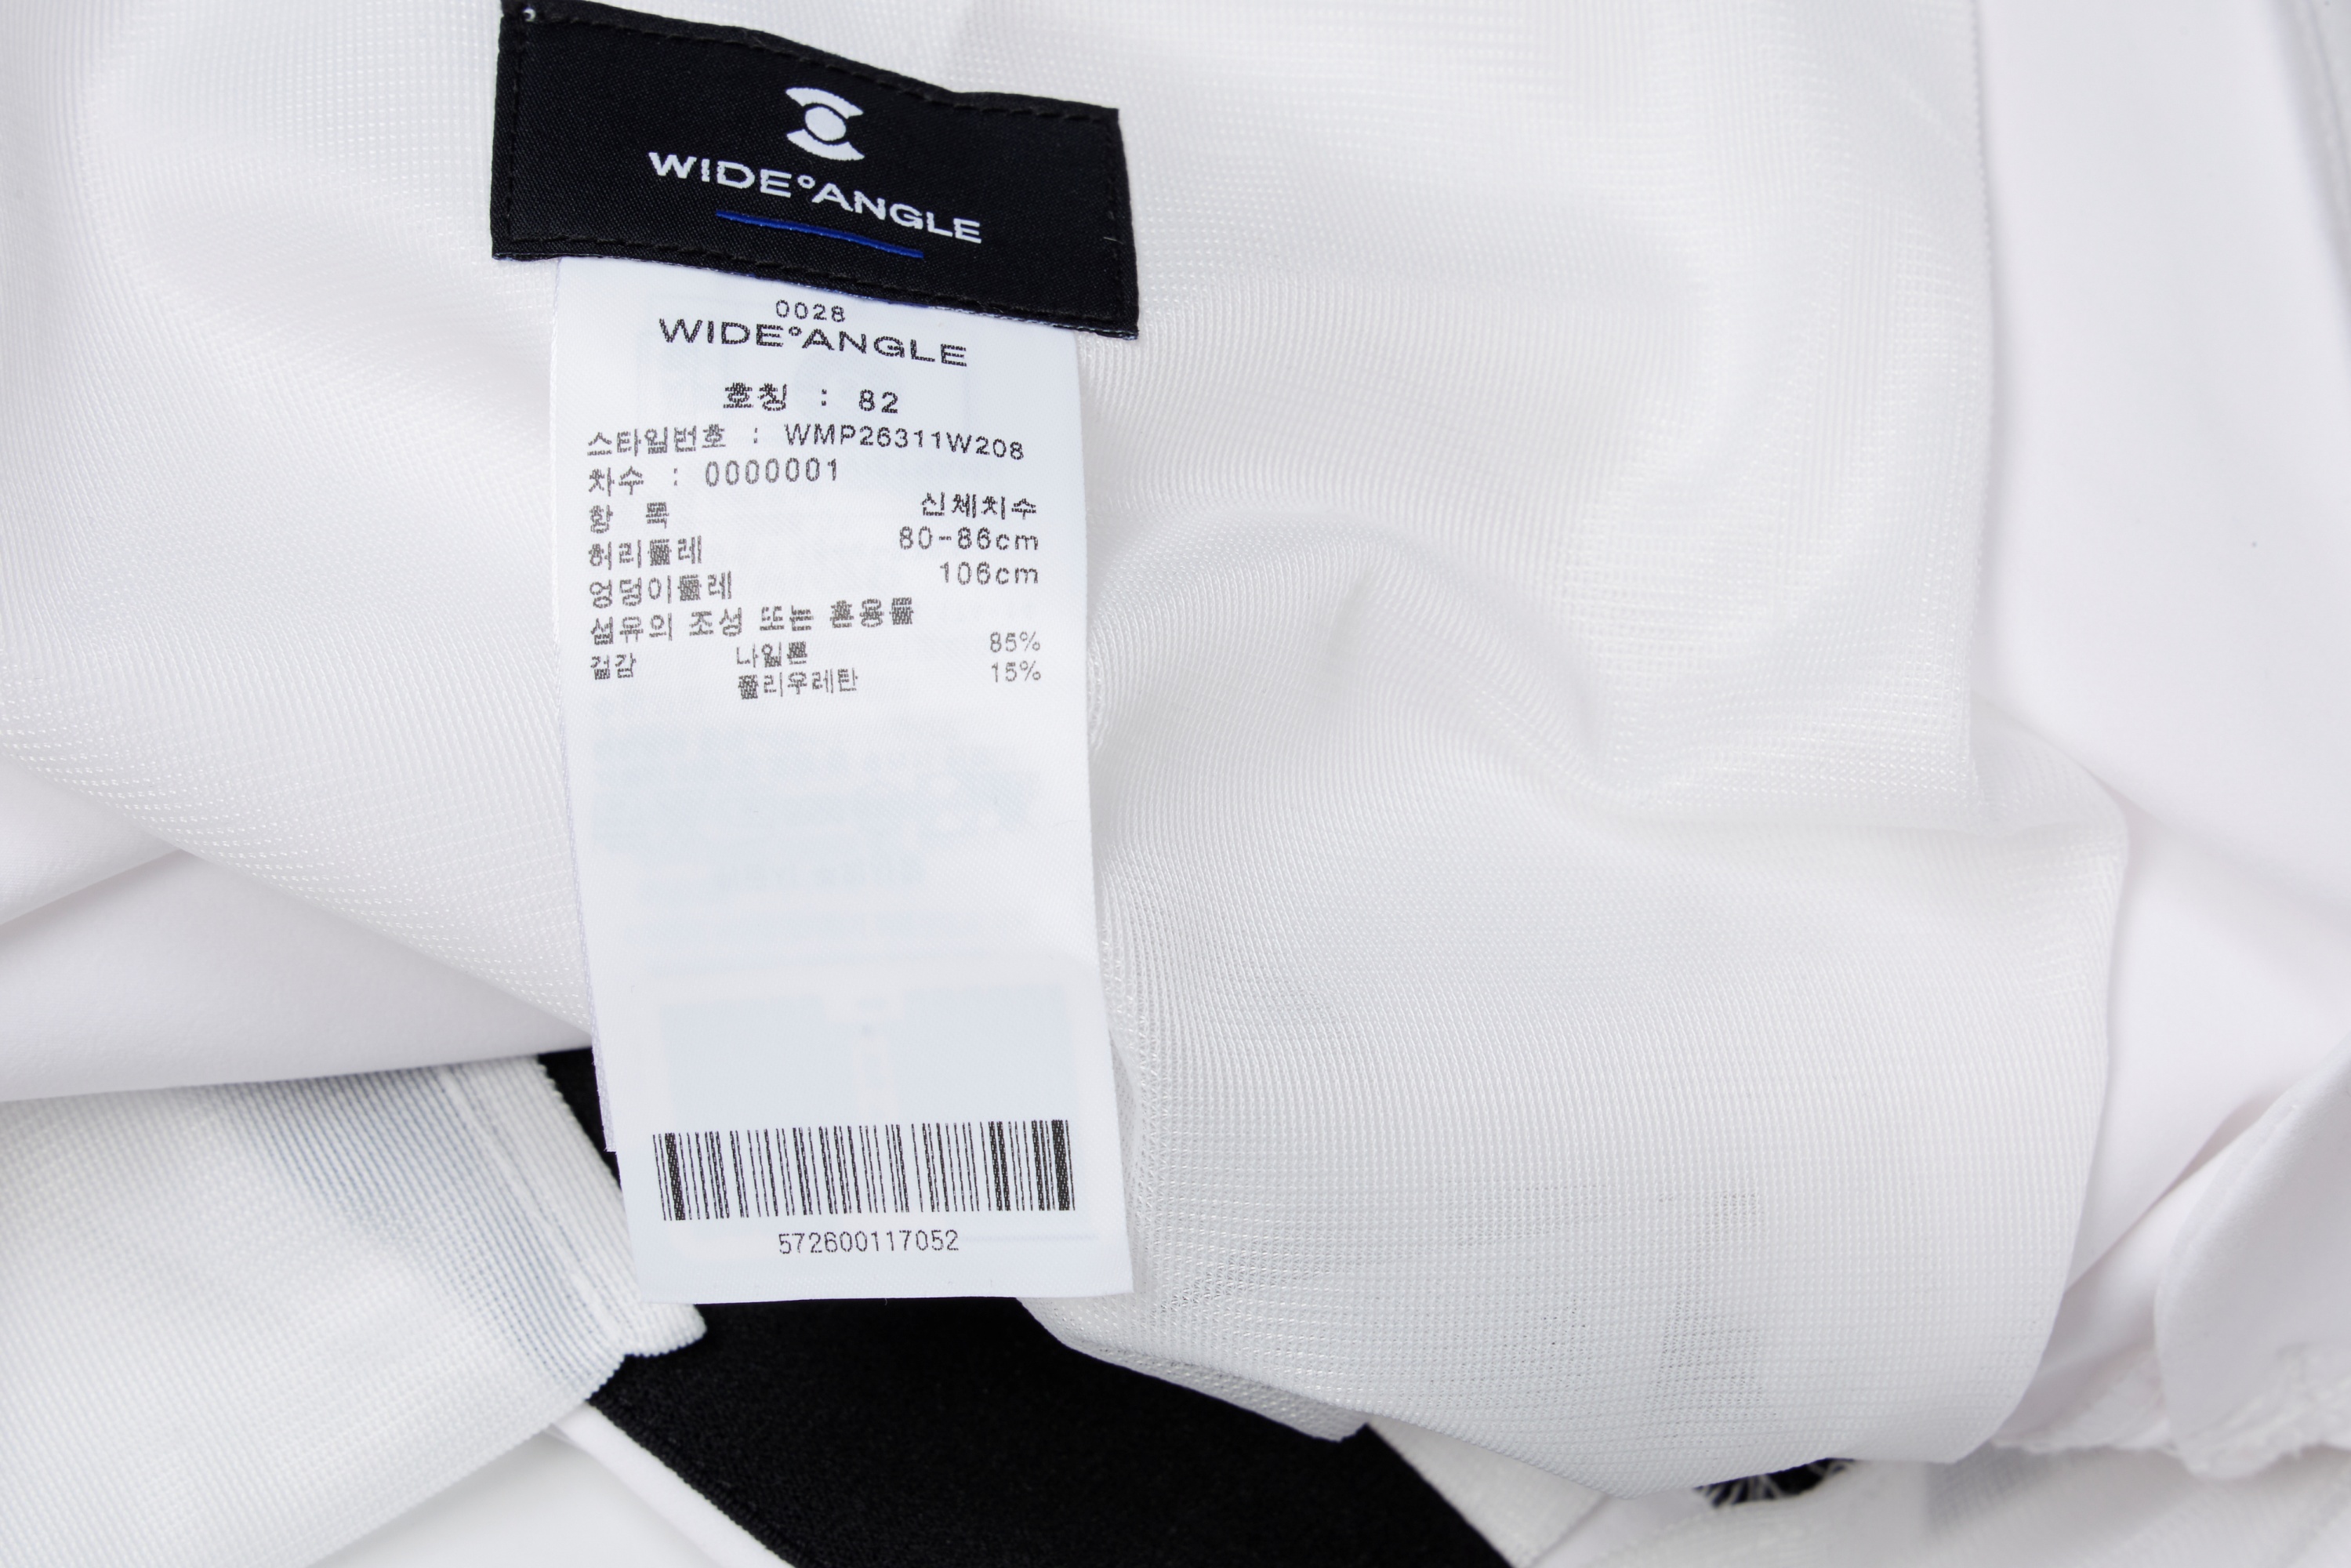 WIDE°ANGLE
0028
WIDE°ANGLE
호칭 : 82
스타일번호 : WMP26311W208
차수 : 0000001
항 목 신체치수
허리둘레 80-86cm
엉덩이둘레 106cm
섬유의 조성 또는 혼용률
겉감 나일론 85%
폴리우레탄 15%
572600117052